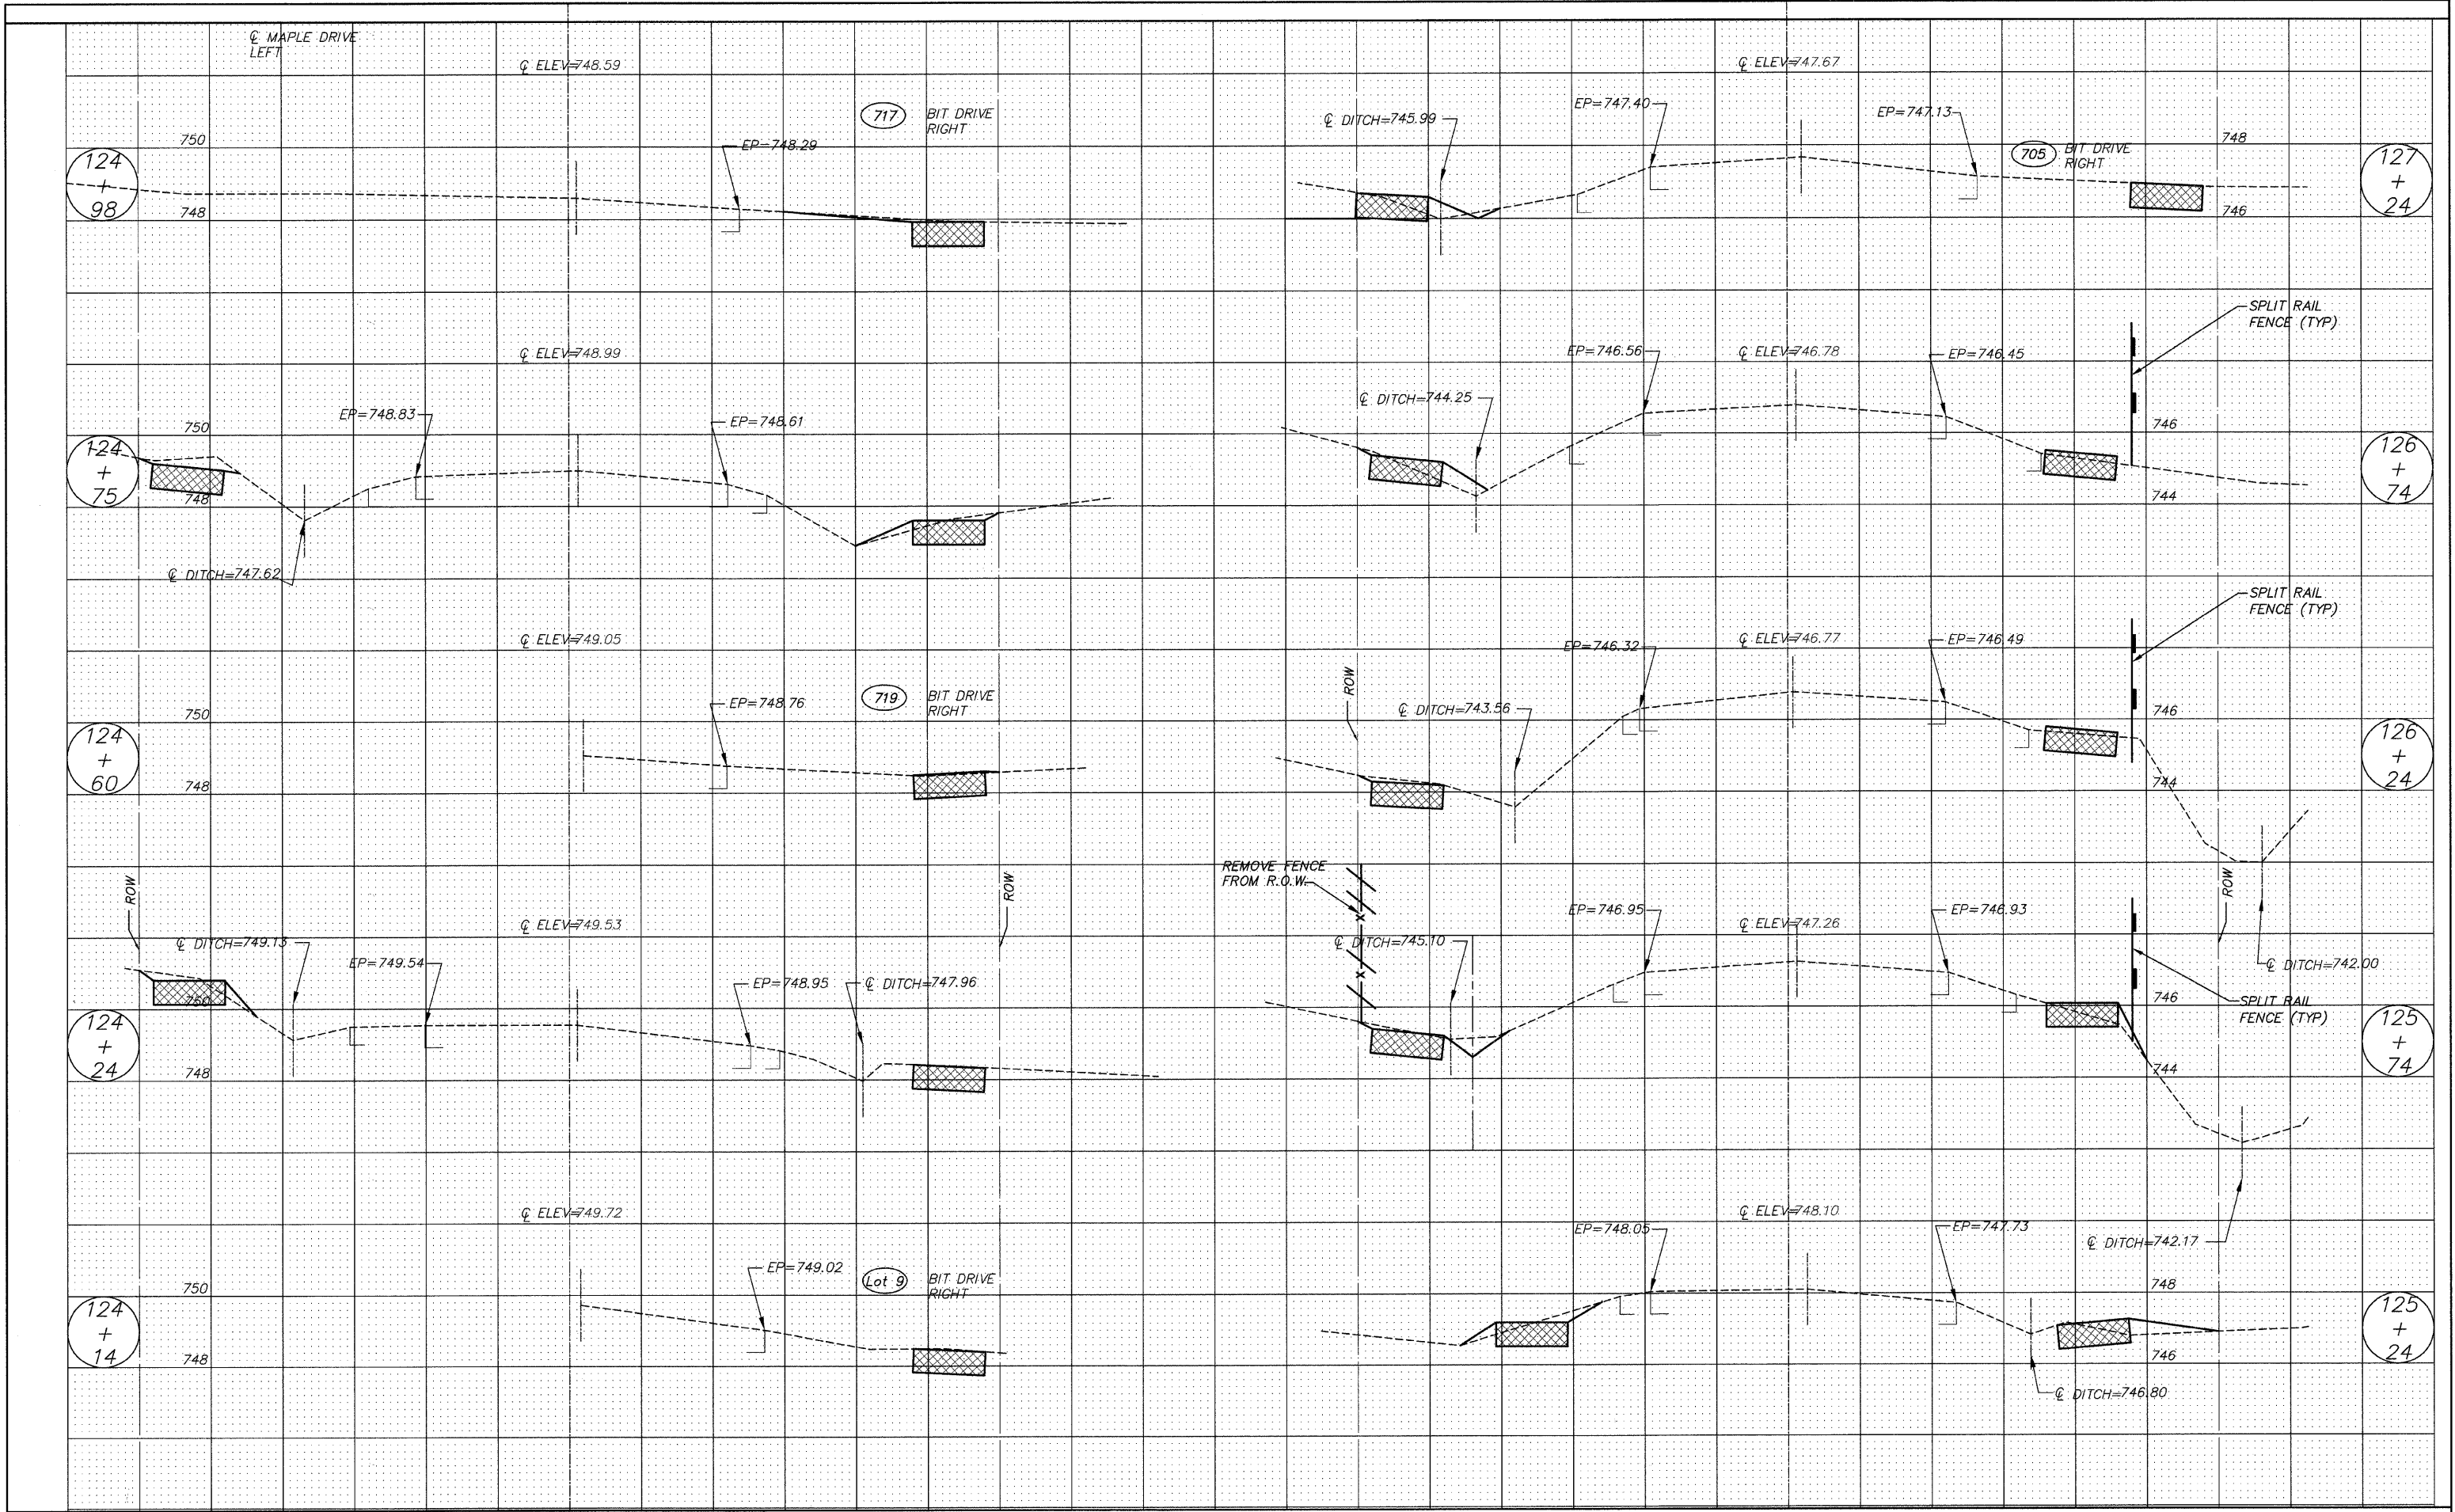 ℄ MAPLE DRIVE
LEFT
℄ ELEV=748.59
717
BIT DRIVE
RIGHT
EP=748.29
750
748
124
+
98
℄ ELEV=748.99
EP=748.83
EP=748.61
750
748
124
+
75
℄ DITCH=747.62
℄ ELEV=749.05
719
BIT DRIVE
RIGHT
EP=748.76
750
748
124
+
60
ROW
ROW
℄ ELEV=749.53
℄ DITCH=749.13
EP=749.54
EP=748.95
℄ DITCH=747.96
750
748
124
+
24
℄ ELEV=749.72
EP=749.02
Lot 9
BIT DRIVE
RIGHT
750
748
124
+
14
℄ ELEV=747.67
EP=747.40
℄ DITCH=745.99
EP=747.13
705
BIT DRIVE
RIGHT
748
746
127
+
24
SPLIT RAIL
FENCE (TYP)
EP=746.56
℄ ELEV=746.78
EP=746.45
℄ DITCH=744.25
746
744
126
+
74
SPLIT RAIL
FENCE (TYP)
ROW
EP=746.32
℄ ELEV=746.77
EP=746.49
℄ DITCH=743.56
746
744
126
+
24
REMOVE FENCE
FROM R.O.W.
ROW
EP=746.95
℄ ELEV=747.26
EP=746.93
℄ DITCH=745.10
℄ DITCH=742.00
746
SPLIT RAIL
FENCE (TYP)
744
125
+
74
EP=748.05
℄ ELEV=748.10
EP=747.73
℄ DITCH=742.17
748
746
125
+
24
℄ DITCH=746.80